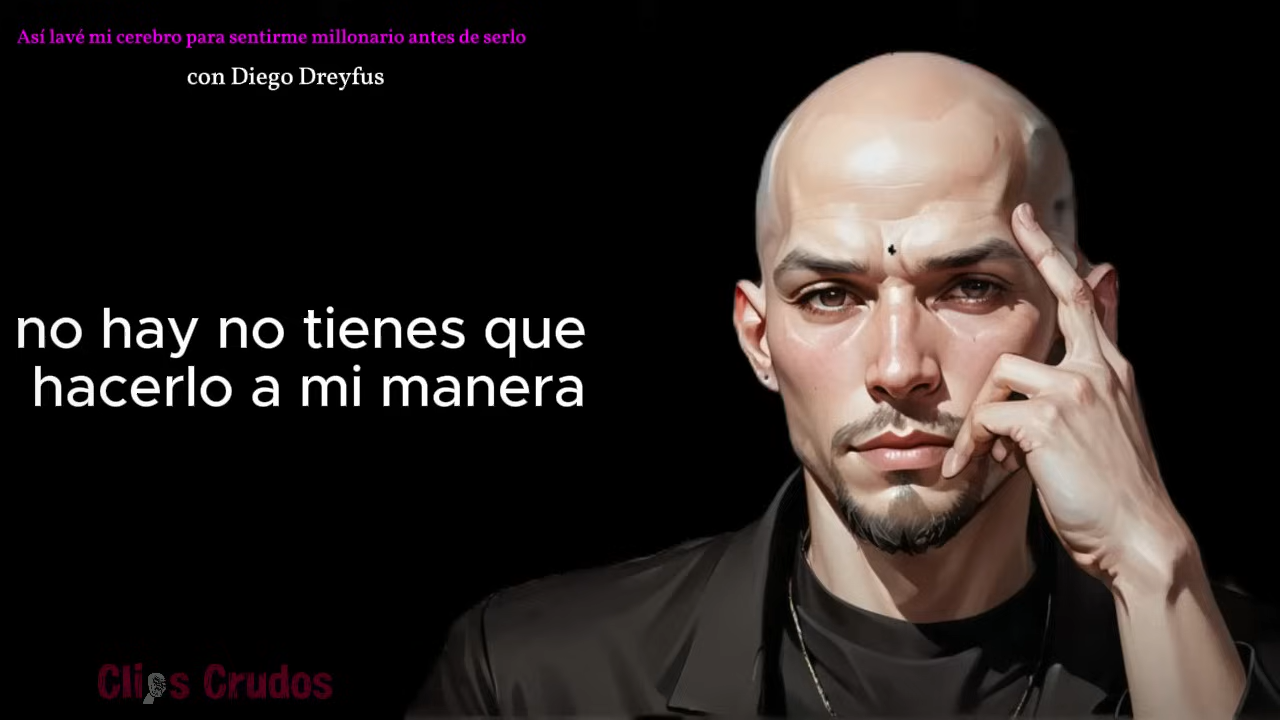 Así lavé mi cerebro para sentirme millonario antes de serlo
con Diego Dreyfus
no hay no tienes que
hacerlo a mi manera
Clips Crudos